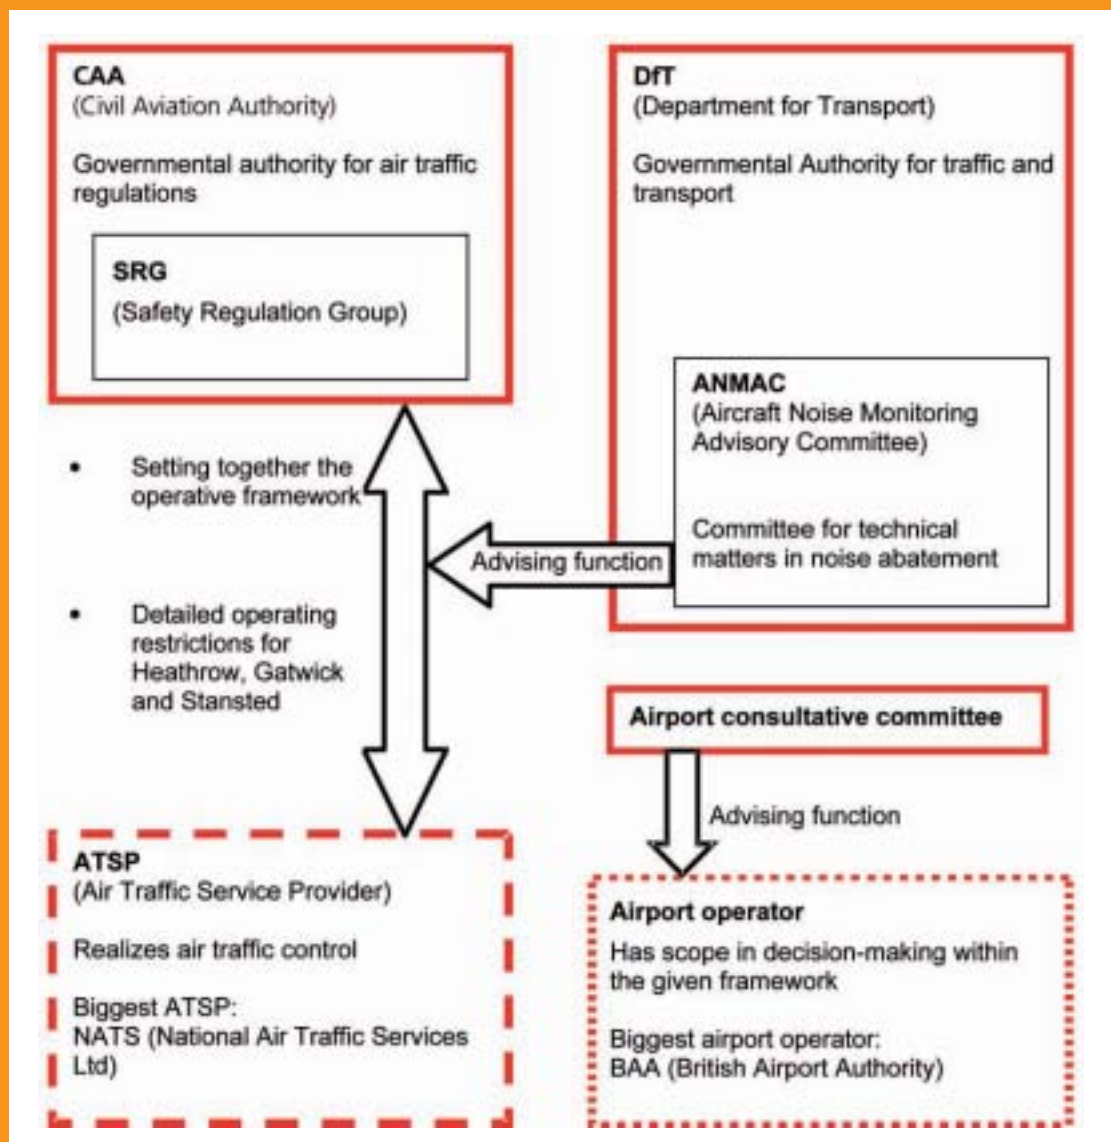 CAA
(Civil Aviation Authority)
Governmental authority for air traffic
regulations
SRG
(Safety Regulation Group)
DfT
(Department for Transport)
Governmental Authority for traffic and
transport
ANMAC
(Aircraft Noise Monitoring
Advisory Committee)
Committee for technical
matters in noise abatement
• Setting together the
operative framework
Advising function
• Detailed operating
restrictions for
Heathrow, Gatwick
and Stansted
Airport consultative committee
Advising function
ATSP
(Air Traffic Service Provider)
Realizes air traffic control
Biggest ATSP:
NATS (National Air Traffic Services
Ltd)
Airport operator
Has scope in decision-making within
the given framework
Biggest airport operator:
BAA (British Airport Authority)